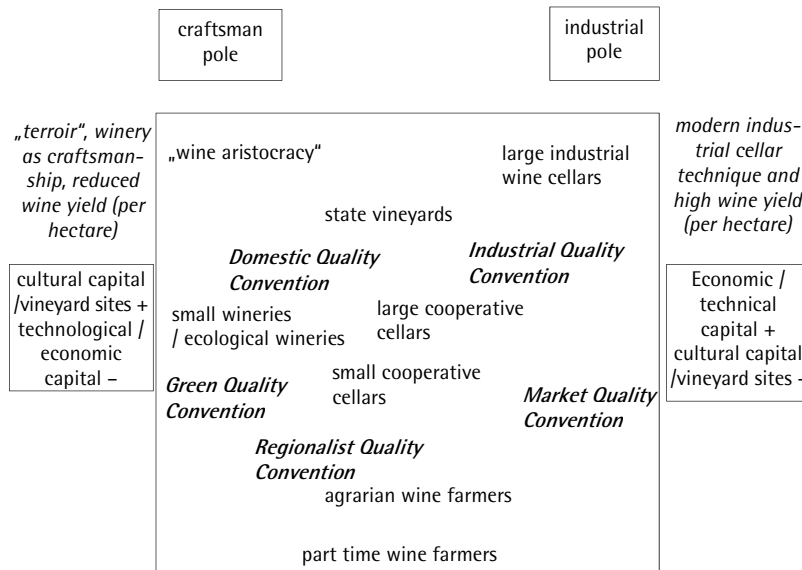 craftsman
pole
industrial
pole
„terroir“, winery
as craftsman-
ship, reduced
wine yield (per
hectare)
cultural capital
/vineyard sites +
technological /
economic
capital –
„wine aristocracy“
large industrial
wine cellars
state vineyards
Domestic Quality
Convention
Industrial Quality
Convention
small wineries
/ ecological wineries
large cooperative
cellars
Green Quality
Convention
small cooperative
cellars
Market Quality
Convention
Regionalist Quality
Convention
agrarian wine farmers
part time wine farmers
modern indus-
trial cellar
technique and
high wine yield
(per hectare)
Economic /
technical
capital +
cultural capital
/vineyard sites -